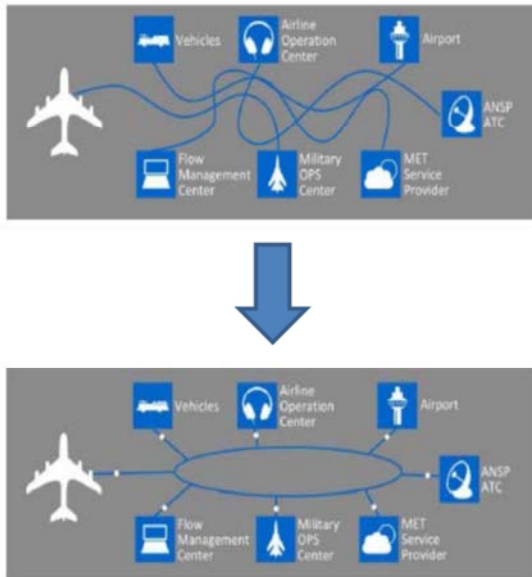 Vehicles
Airline
Operation
Center
Airport
ANSP
ATC
Flow
Management
Center
Military
OPS
Center
MET
Service
Provider
Vehicles
Airline
Operation
Center
Airport
ANSP
ATC
Flow
Management
Center
Military
OPS
Center
MET
Service
Provider